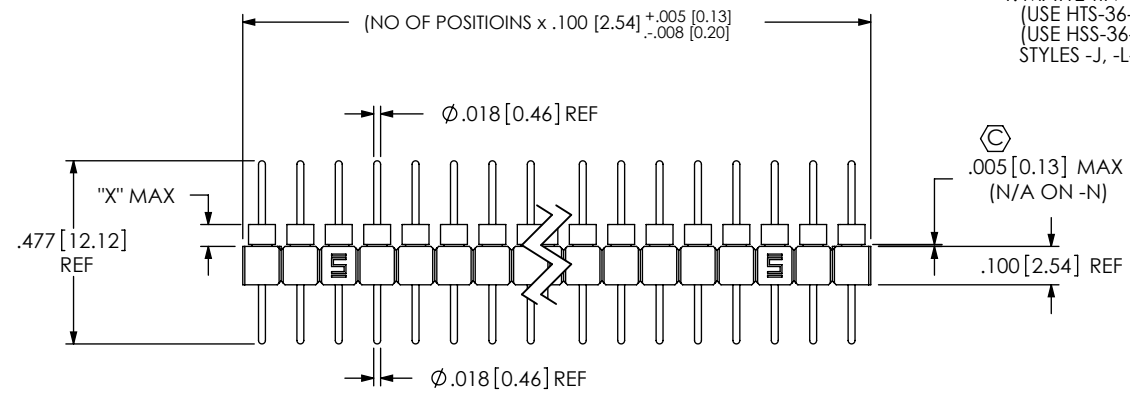 (USE HTS-36-
(USE HSS-36-
STYLES -J, -L-
(NO OF POSITIOINS x .100 [2.54] +.005 [0.13]
.-.008 [0.20]
Ø.018 [0.46] REF
C
.005 [0.13] MAX
(N/A ON -N)
"X" MAX
.477 [12.12]
REF
.100 [2.54] REF
Ø.018 [0.46] REF